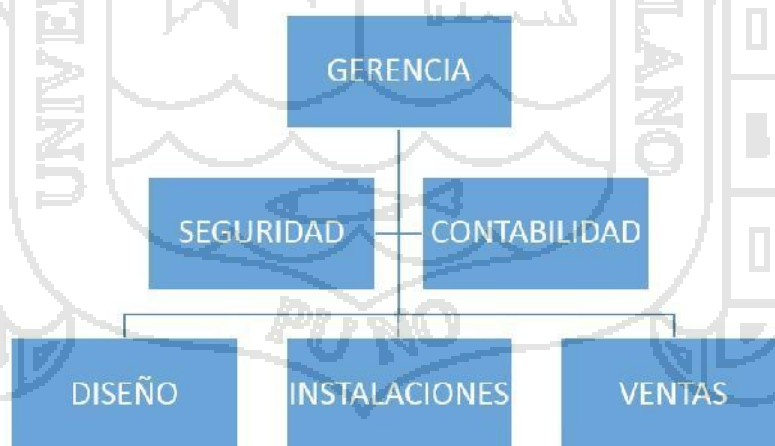 GERENCIA
SEGURIDAD
CONTABILIDAD
DISEÑO
INSTALACIONES
VENTAS
PUNO